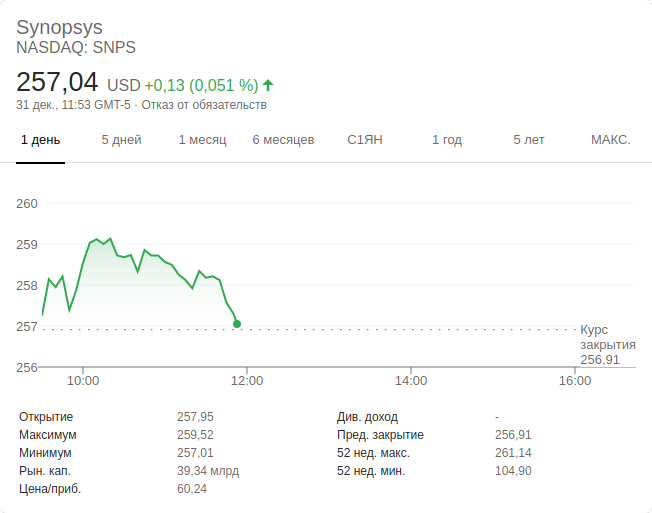 Synopsys
NASDAQ: SNPS
257,04 USD +0,13 (0,051 %)
31 дек., 11:53 GMT-5 · Отказ от обязательств
1 день 5 дней 1 месяц 6 месяцев С1ЯН 1 год 5 лет МАКС.
260
259
258
257
256
Курс
закрытия
256,91
10:00 12:00 14:00 16:00
Открытие 257,95 Див. доход -
Максимум 259,52 Пред. закрытие 256,91
Минимум 257,01 52 нед. макс. 261,14
Рын. кап. 39,34 млрд 52 нед. мин. 104,90
Цена/приб. 60,24